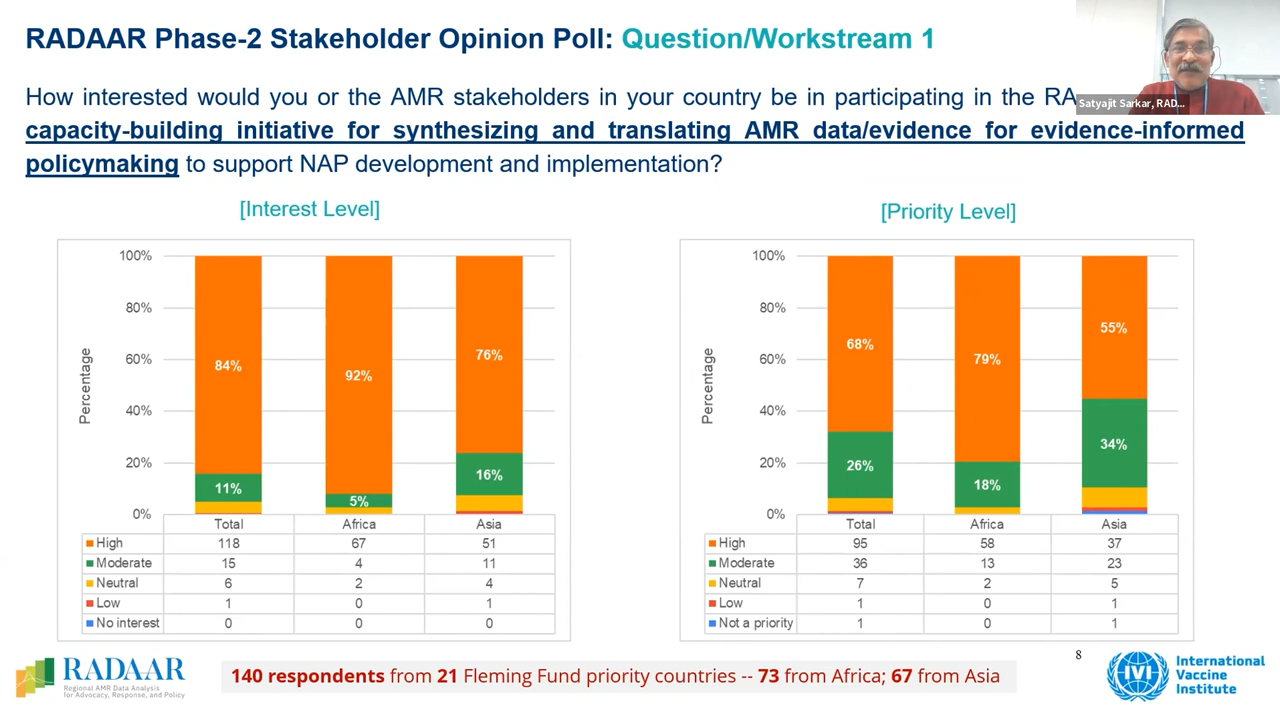 RADAAR Phase-2 Stakeholder Opinion Poll: Question/Workstream 1
How interested would you or the AMR stakeholders in your country be in participating in the RA
Satyajit Sarkar, RAD...
capacity-building initiative for synthesizing and translating AMR data/evidence for evidence-informed
policymaking to support NAP development and implementation?
[Interest Level]
Percentage
100%
80%
60%
40%
20%
0%
84%
11%
92%
5%
76%
16%
Total Africa Asia
High 118 67 51
Moderate 15 4 11
Neutral 6 2 4
Low 1 0 1
No interest 0 0 0
[Priority Level]
Percentage
100%
80%
60%
40%
20%
0%
68%
26%
79%
18%
55%
34%
Total Africa Asia
High 95 58 37
Moderate 36 13 23
Neutral 7 2 5
Low 1 0 1
Not a priority 1 0 1
RADAAR
Regional AMR Data Analysis
for Advocacy, Response, and Policy
140 respondents from 21 Fleming Fund priority countries -- 73 from Africa; 67 from Asia
8
IVI
International
Vaccine
Institute